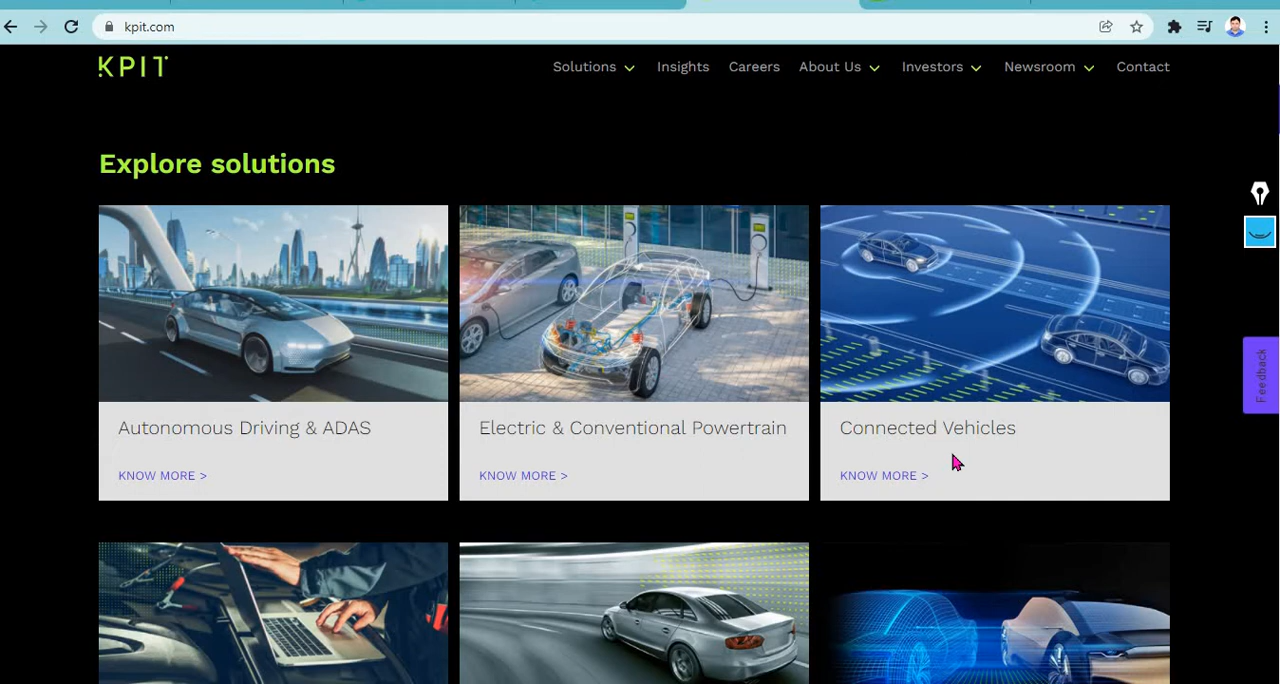 kpit.com
KPIT
Solutions Insights Careers About Us Investors Newsroom Contact
Explore solutions
Autonomous Driving & ADAS
KNOW MORE >
Electric & Conventional Powertrain
KNOW MORE >
Connected Vehicles
KNOW MORE >
Feedback